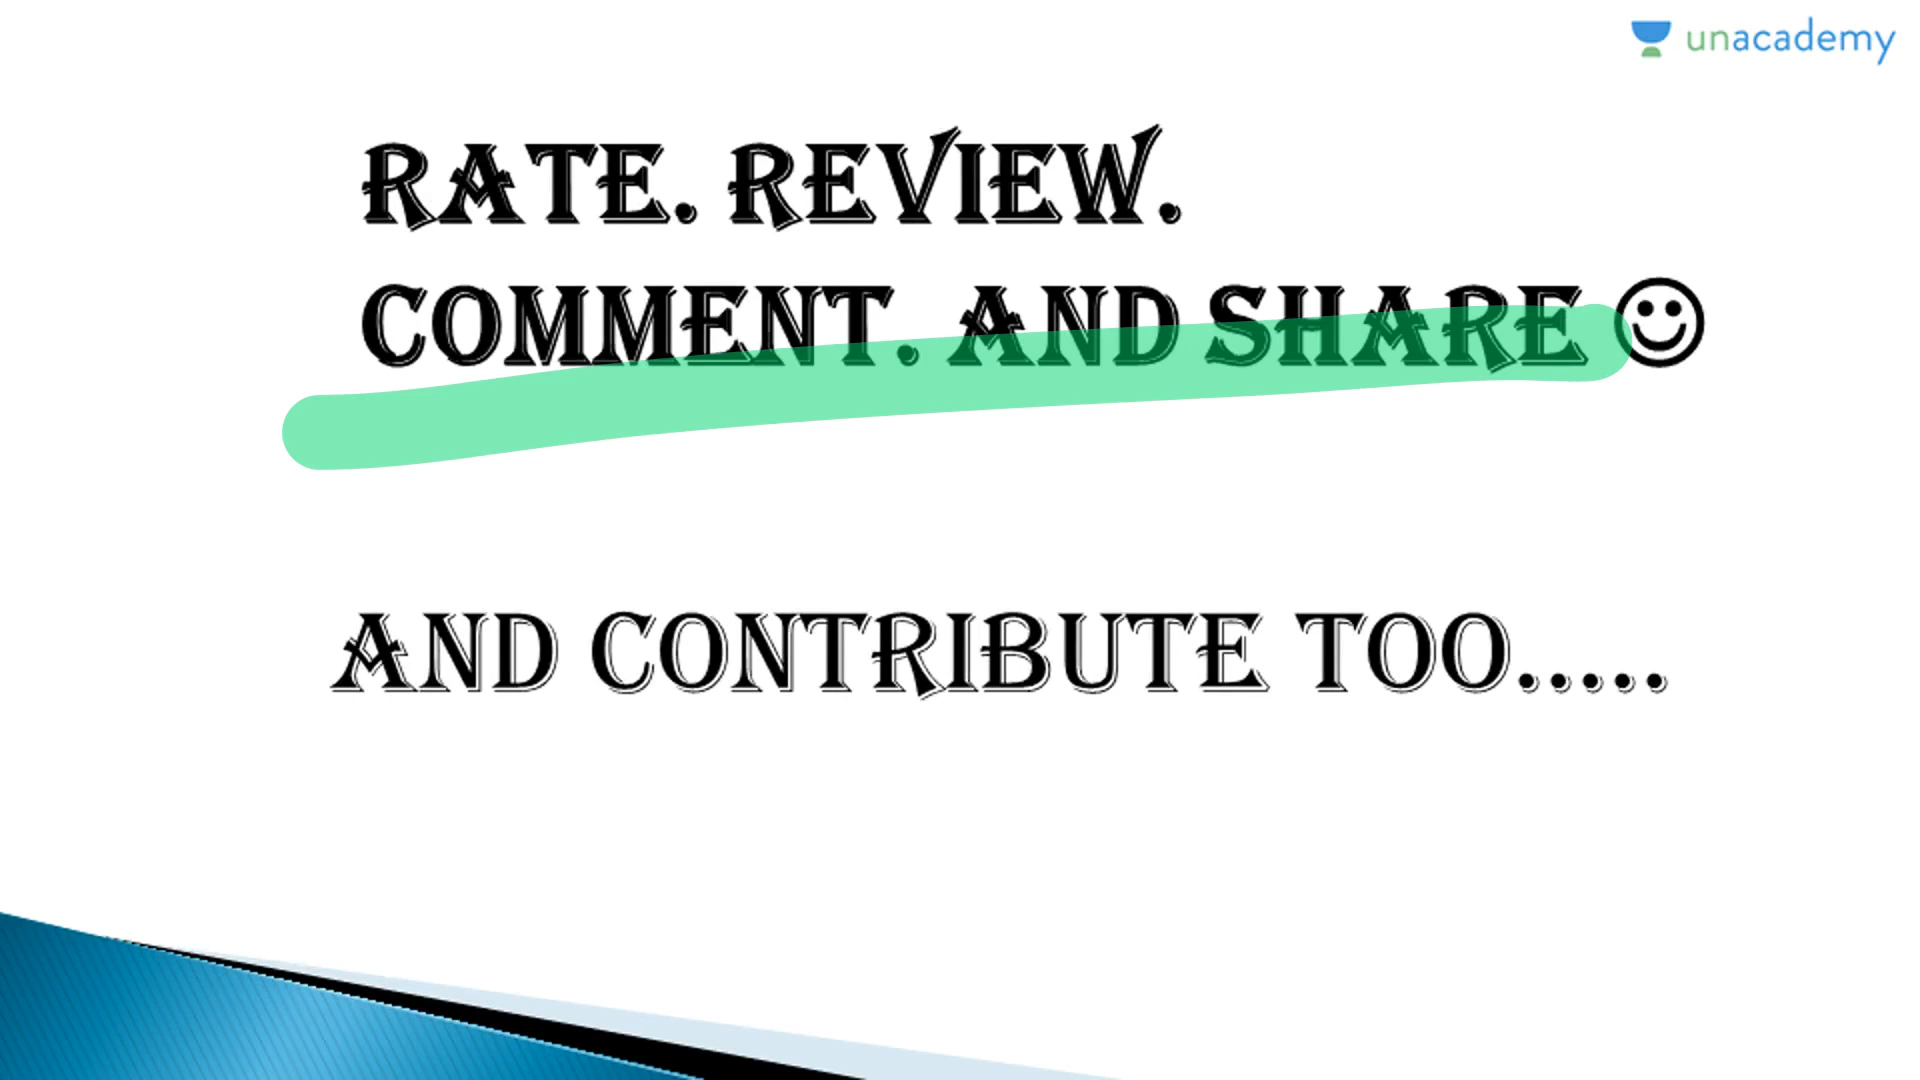 unacademy
RATE. REVIEW.
COMMENT. AND SHARE ☺
AND CONTRIBUTE TOO.....